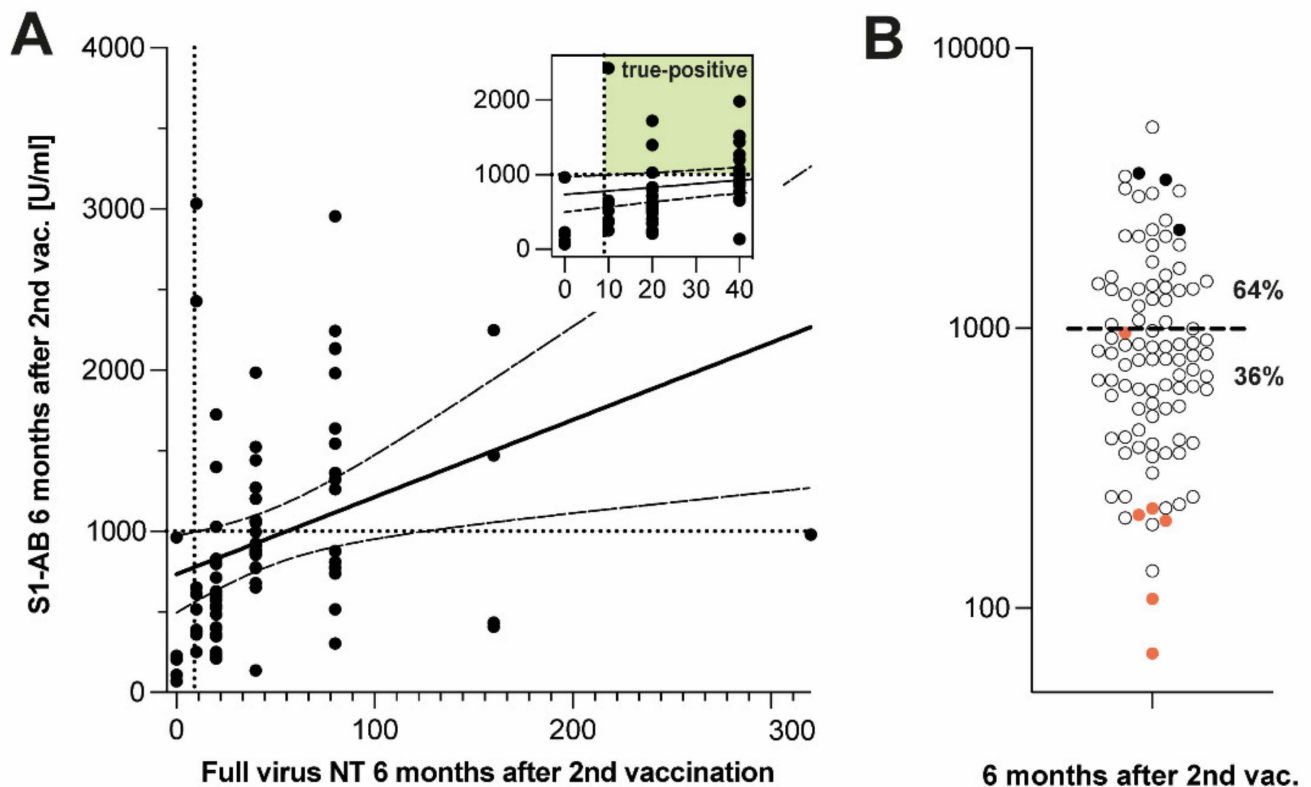 A
S1-AB 6 months after 2nd vac. [U/ml]
4000
3000
2000
1000
0
0 100 200 300
Full virus NT 6 months after 2nd vaccination
true-positive
2000
1000
0
0 10 20 30 40
B
10000
1000
100
64%
36%
6 months after 2nd vac.